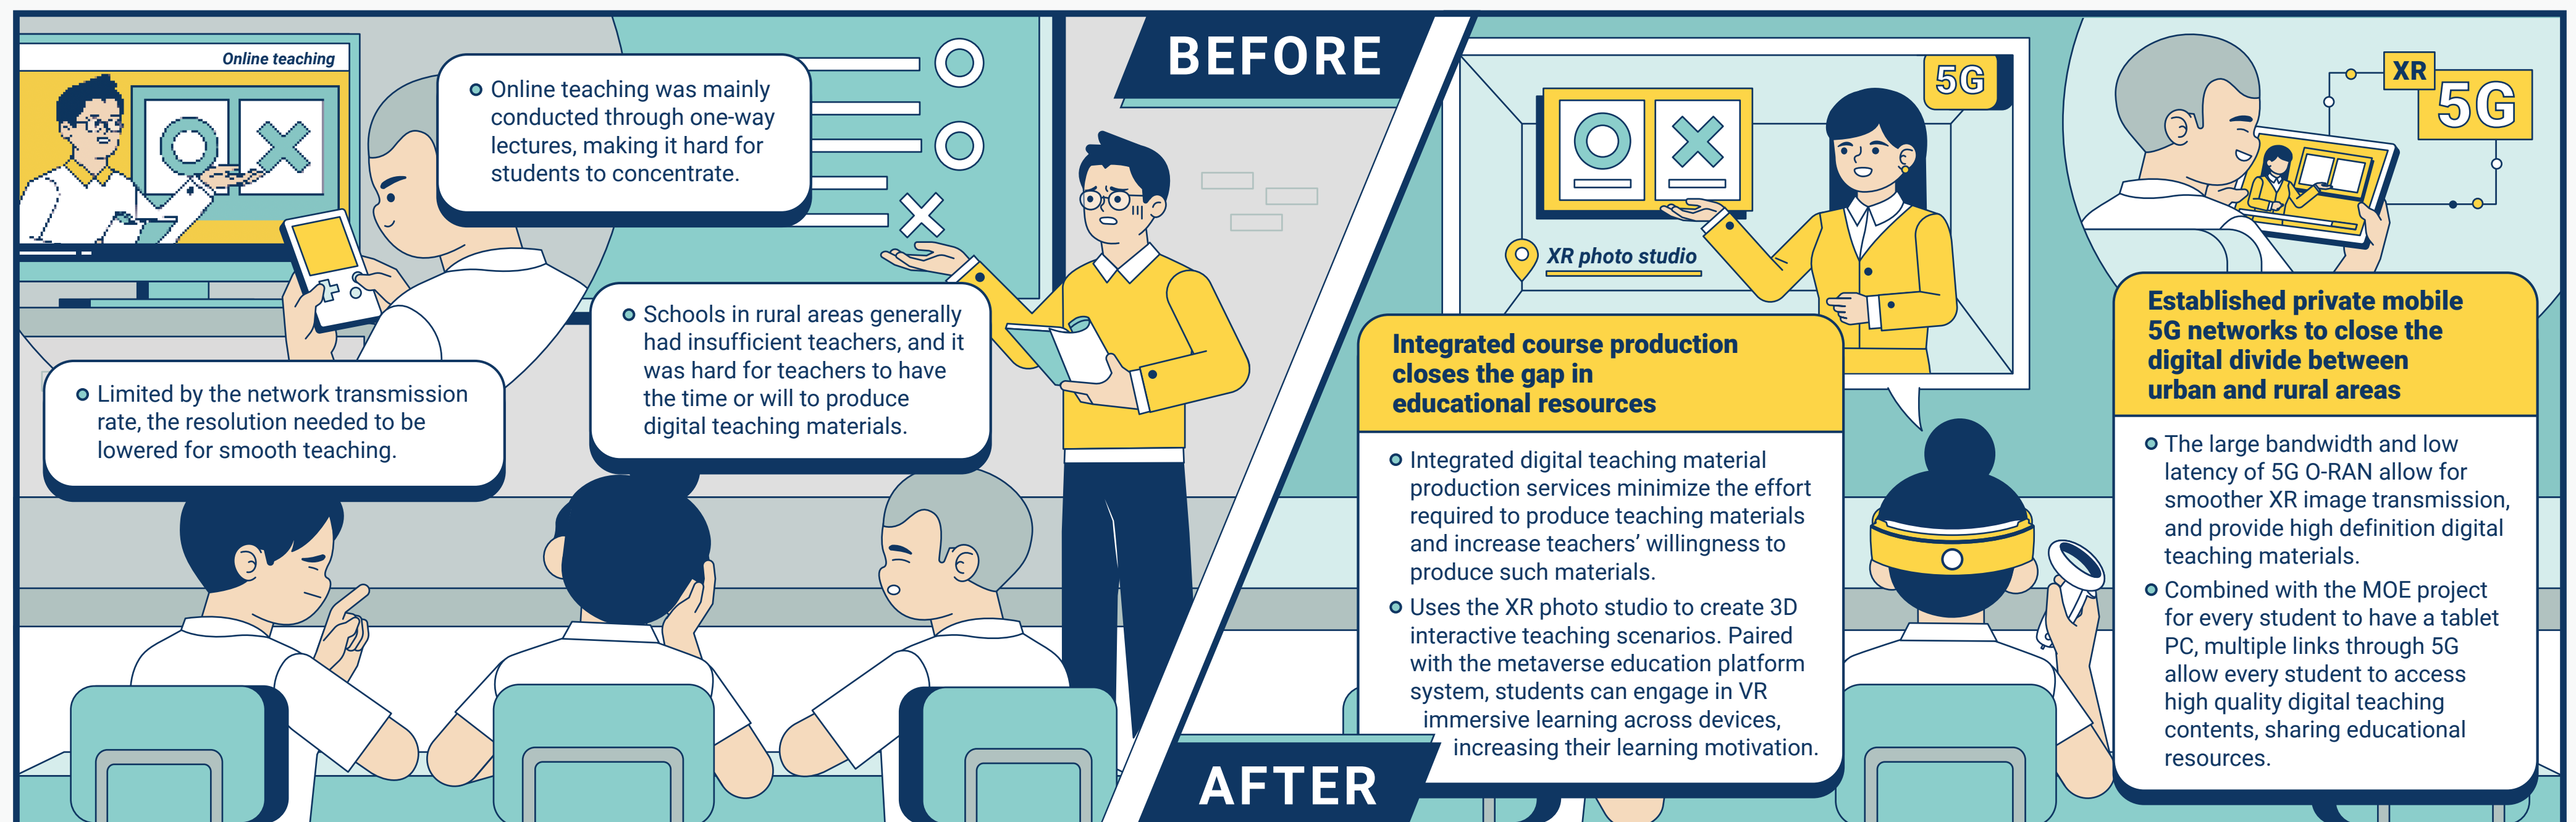 Online teaching
Online teaching was mainly
conducted through one-way
lectures, making it hard for
students to concentrate.
Limited by the network transmission
rate, the resolution needed to be
lowered for smooth teaching.
Schools in rural areas generally
had insufficient teachers, and it
was hard for teachers to have
the time or will to produce
digital teaching materials.
BEFORE
5G
XR photo studio
XR
5G
Integrated course production
closes the gap in
educational resources
Integrated digital teaching material
production services minimize the effort
required to produce teaching materials
and increase teachers’ willingness to
produce such materials.
Uses the XR photo studio to create 3D
interactive teaching scenarios. Paired
with the metaverse education platform
system, students can engage in VR
immersive learning across devices,
increasing their learning motivation.
Established private mobile
5G networks to close the
digital divide between
urban and rural areas
The large bandwidth and low
latency of 5G O-RAN allow for
smoother XR image transmission,
and provide high definition digital
teaching materials.
Combined with the MOE project
for every student to have a tablet
PC, multiple links through 5G
allow every student to access
high quality digital teaching
contents, sharing educational
resources.
AFTER